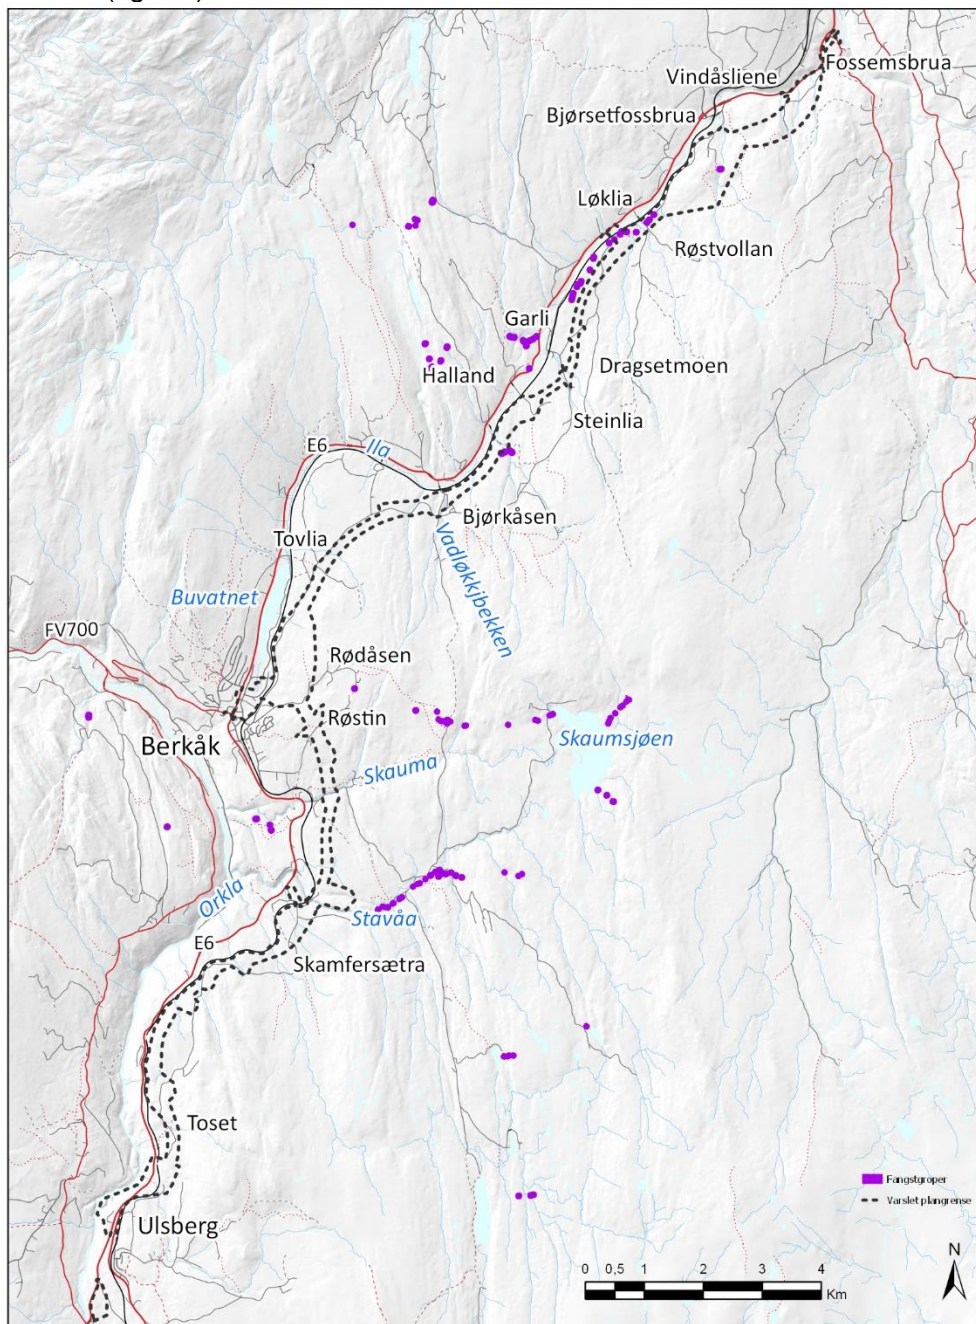 Fossemsbrua
Vindåsliene
Bjørsetfossbrua
Løklia
Røstvollan
Garli
Halland
Dragsetmoen
Steinlia
E6
Ila
Bjørkåsen
Tovlia
Vadløkkjbekken
Buvatnet
FV700
Rødåsen
Røstin
Berkåk
Skaumsjøen
Skauma
Orkla
Stavåa
E6
Skamfersætra
Toset
Fangstgroper
Varslet plangrense
Ulsberg
N
0 0,5 1 2 3 4
Km